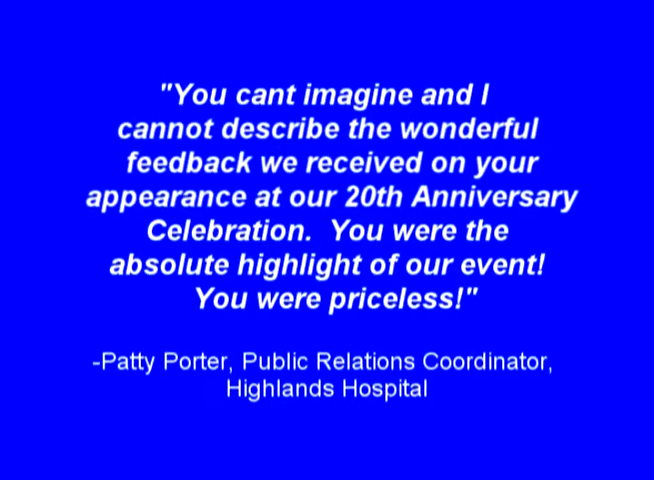 "You cant imagine and I
cannot describe the wonderful
feedback we received on your
appearance at our 20th Anniversary
Celebration.  You were the
absolute highlight of our event!
You were priceless!"
-Patty Porter, Public Relations Coordinator,
Highlands Hospital